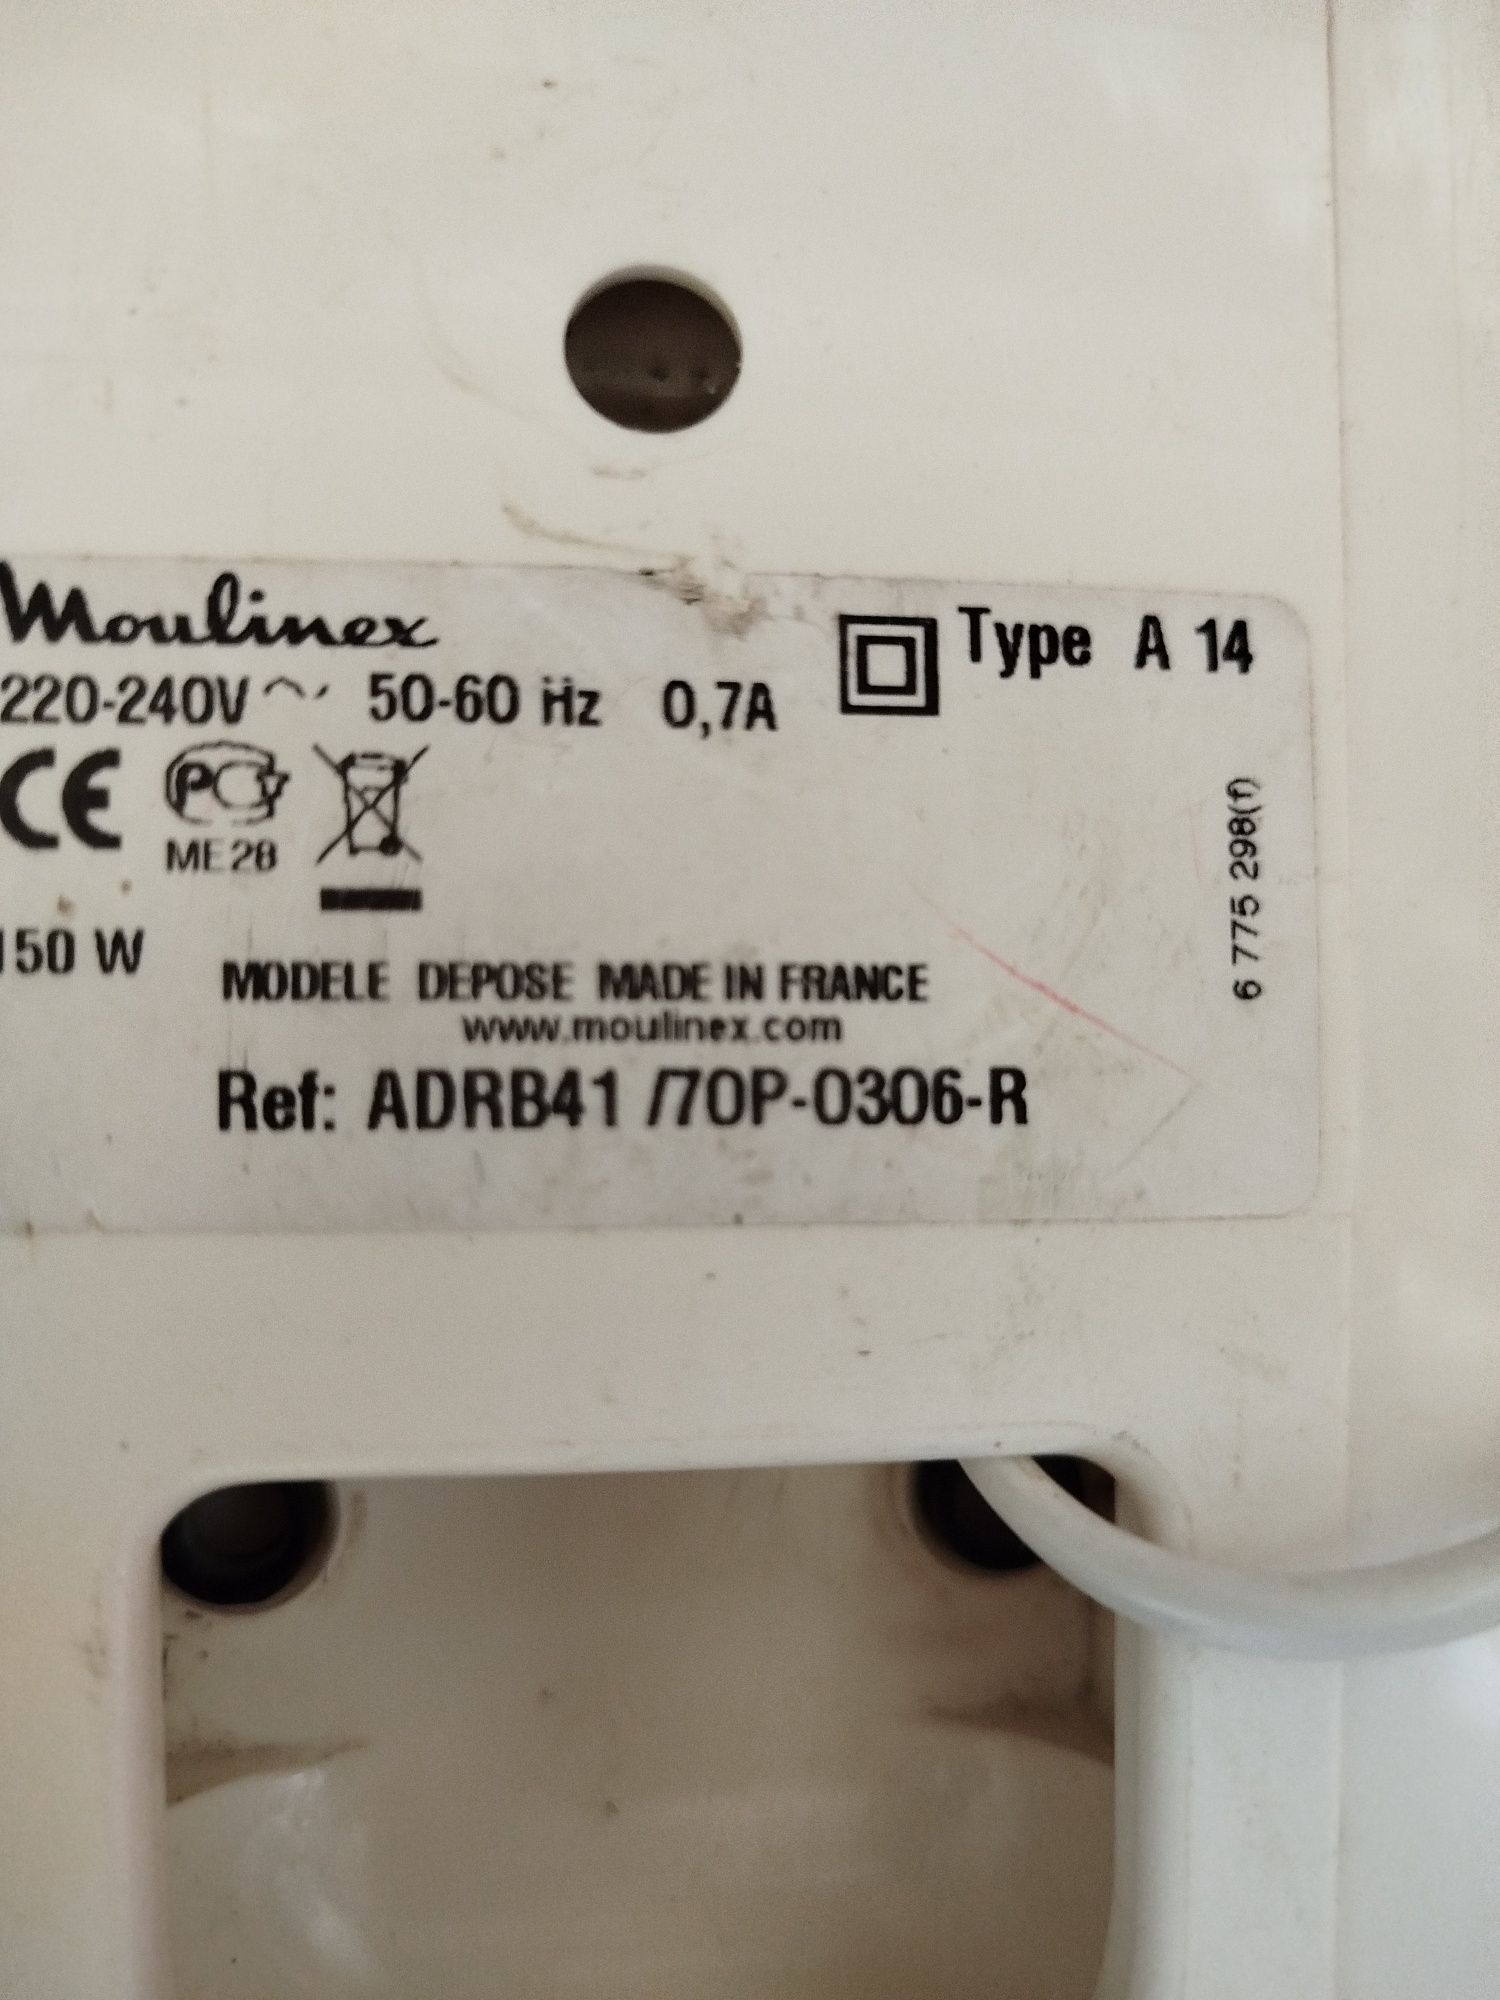 Moulinex
220-240V ~ 50-60 Hz 0,7A
Type A 14
CE
PC
ME28
150 W
MODELE DEPOSE MADE IN FRANCE
www.moulinex.com
Ref: ADRB41 /70P-0306-R
6 775 298(f)